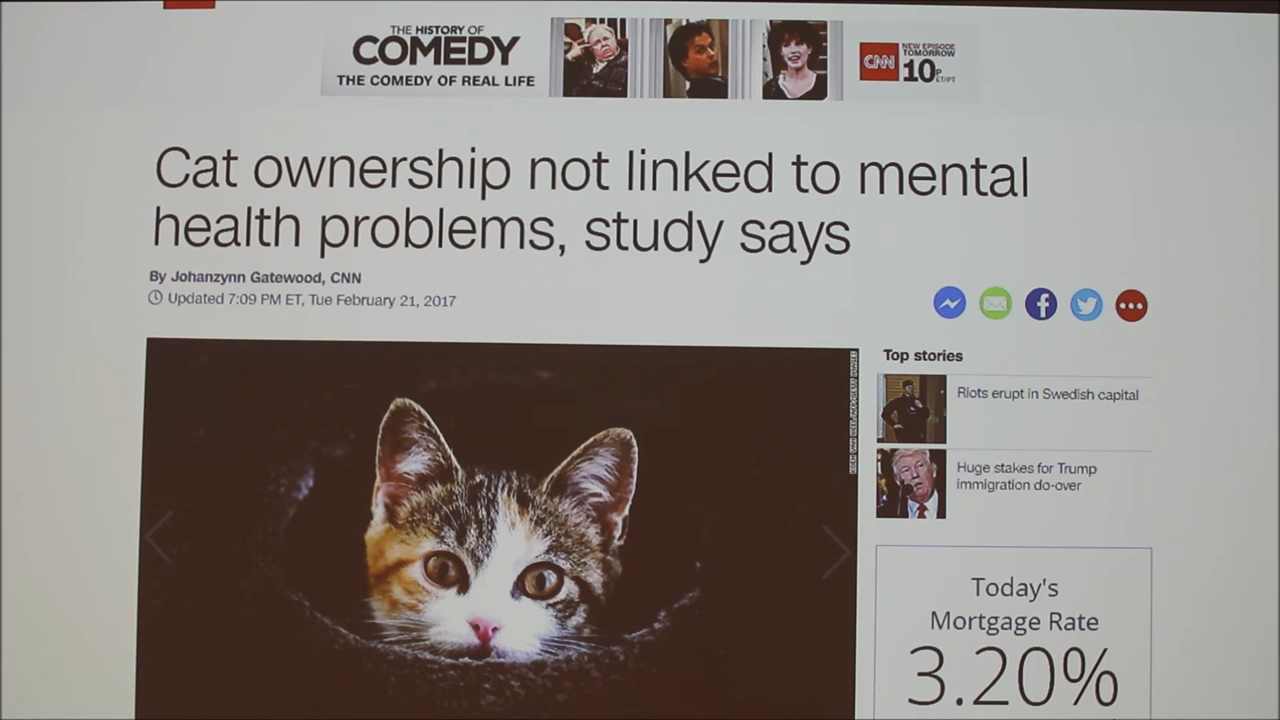 THE HISTORY OF
COMEDY
THE COMEDY OF REAL LIFE
CNN
NEW EPISODE
TOMORROW
10P
ET/PT
Cat ownership not linked to mental
health problems, study says
By Johanzynn Gatewood, CNN
Updated 7:09 PM ET, Tue February 21, 2017
Top stories
Riots erupt in Swedish capital
Huge stakes for Trump
immigration do-over
Today's
Mortgage Rate
3.20%